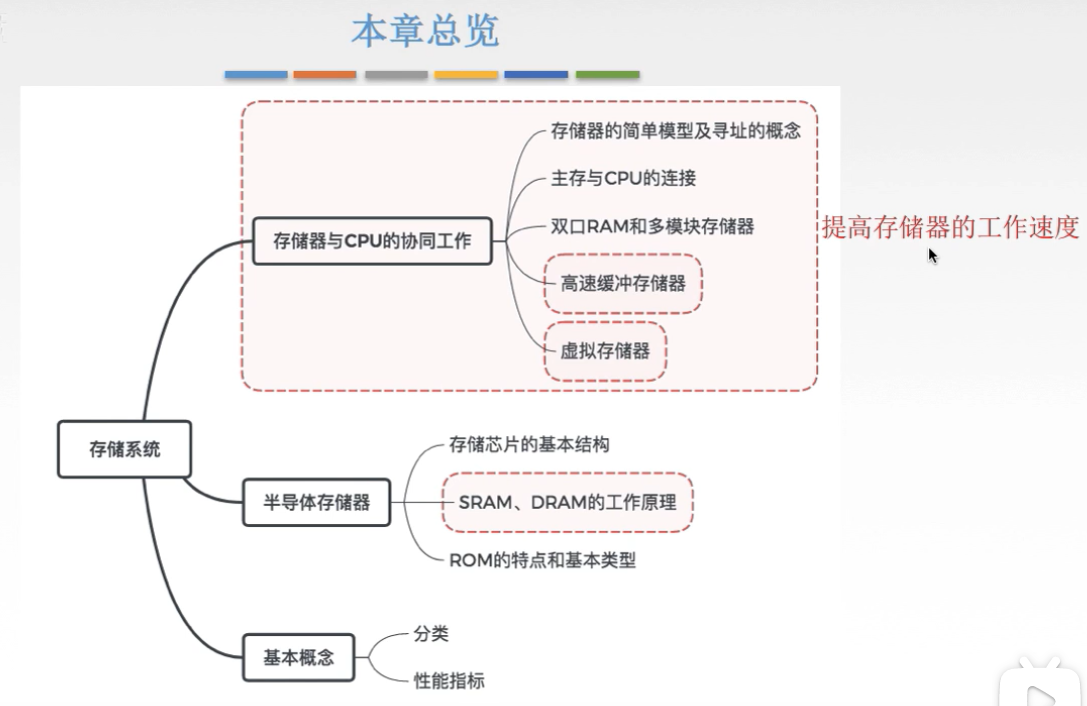 本章总览
存储器的简单模型及寻址的概念
主存与CPU的连接
双口RAM和多模块存储器
提高存储器的工作速度
存储器与CPU的协同工作
高速缓冲存储器
虚拟存储器
存储系统
存储芯片的基本结构
半导体存储器
SRAM、DRAM的工作原理
ROM的特点和基本类型
基本概念
分类
性能指标